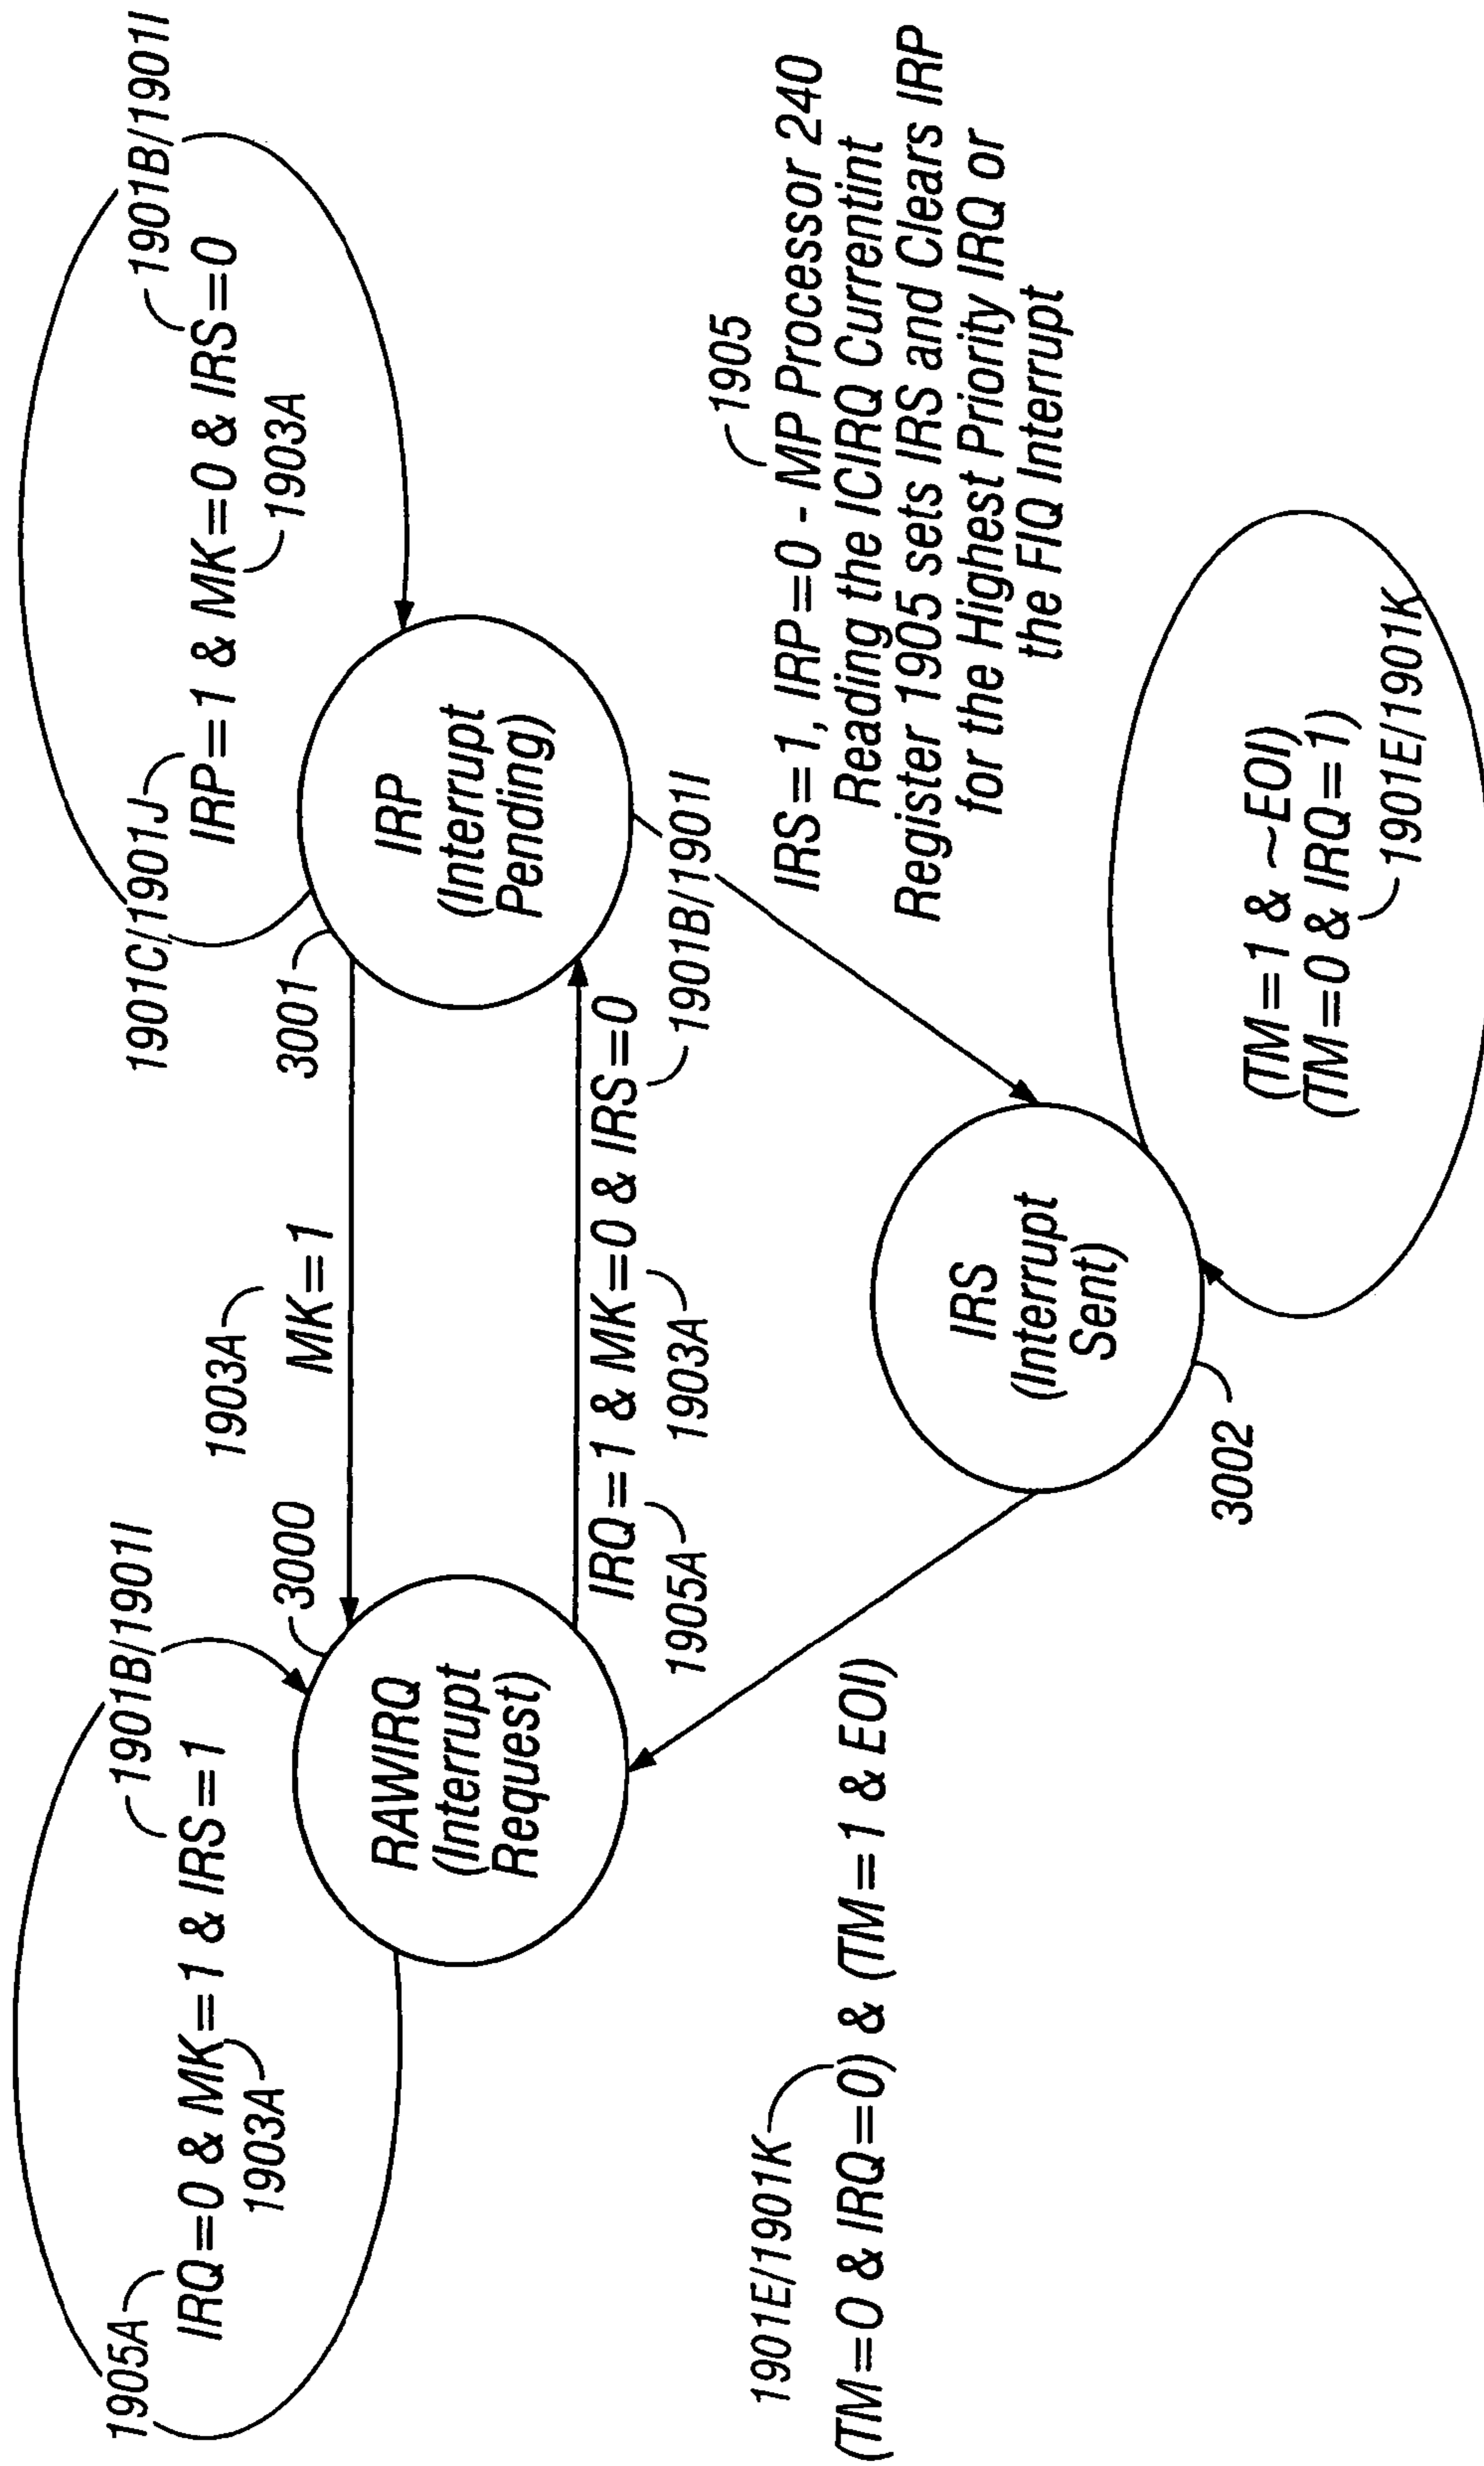 1905A
1901B/1901I
IRQ=0 & MK=1 & IRS=1
1903A
3000
RAWIRQ
(Interrupt
Request)
1903A
MK=1
IRQ=1 & MK=0 & IRS=0
1905A
1903A
1901B/1901I
1901C/1901J
1901B/1901I
IRP=1 & MK=0 & IRS=0
1903A
3001
IRP
(Interrupt
Pending)
1905
IRS=1, IRP=0 - MP Processor 240
Reading the ICIRQ Currentint
Register 1905 sets IRS and Clears IRP
for the Highest Priority IRQ or
the FIQ Interrupt
1901E/1901K
(TM=0 & IRQ=0) & (TM=1 & EOI)
IRS
(Interrupt
Sent)
3002
(TM=1 & ~EOI)
(TM=0 & IRQ=1)
1901E/1901K